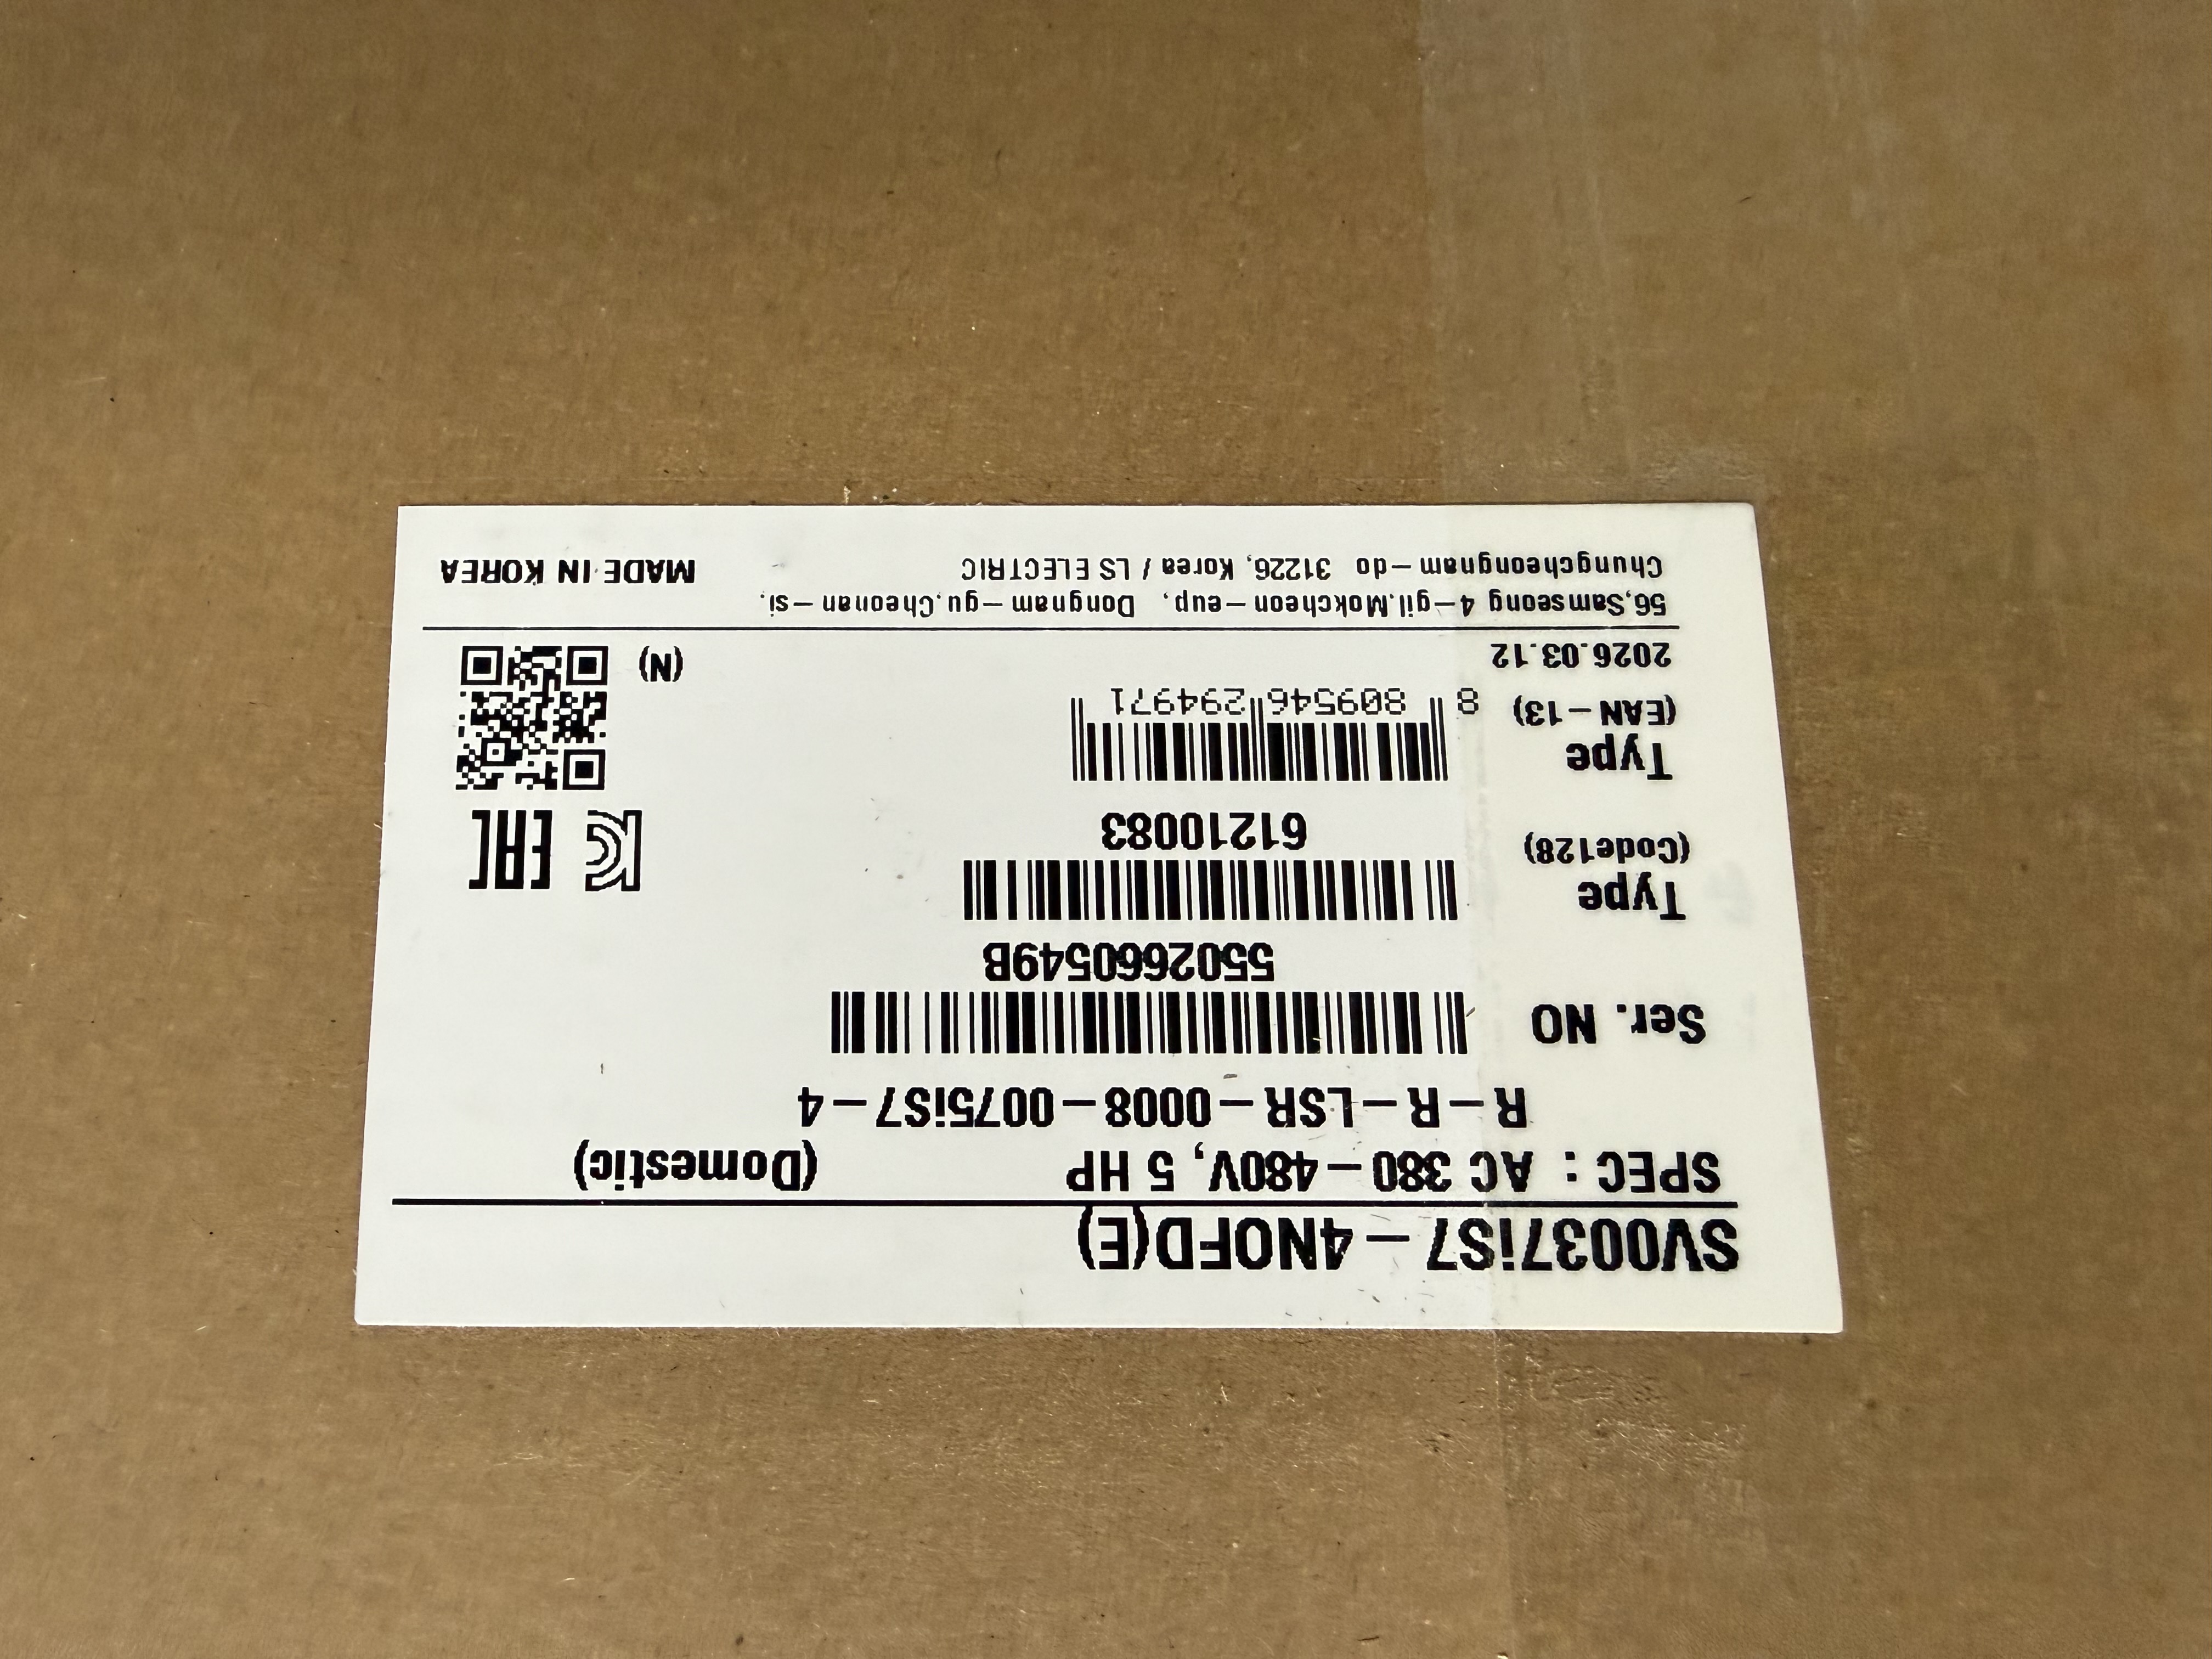 SV0037iS7-4NOFD(E)
SPEC : AC 380-480V, 5 HP (Domestic)
R-R-LSR-0008-0075iS7-4
Ser. NO
5502660549B
Type
(Code128)
61210083
Type
(EAN-13)
8 809546 294971
2026.03.12
(N)
56,Samseong 4-gil.Mokcheon-eup, Dongnam-gu.Cheonan-si.
Chungcheongnam-do 31226, Korea / LS ELECTRIC
MADE IN KOREA
EAC